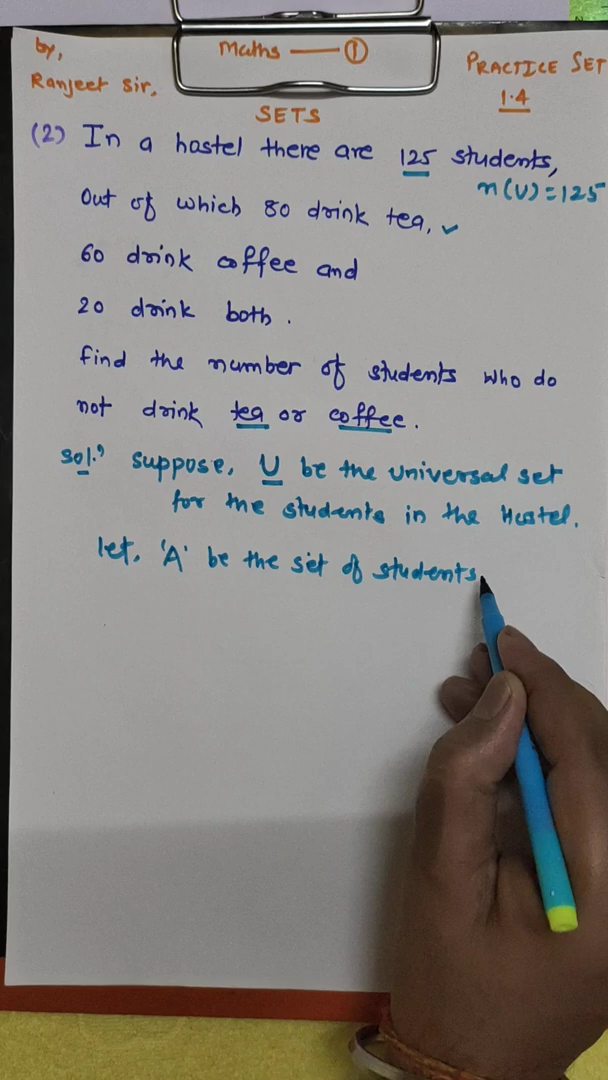 by,
Ranjeet Sir,
Maths — ①
PRACTICE SET
1.4
SETS
(2) In a hostel there are 125 students,
n(U)=125
Out of which 80 drink tea, ✓
60 drink coffee and
20 drink both.
find the number of students who do
not drink tea or coffee.
Sol.' suppose, U be the universal set
for the students in the Hostel.
let, 'A' be the set of students